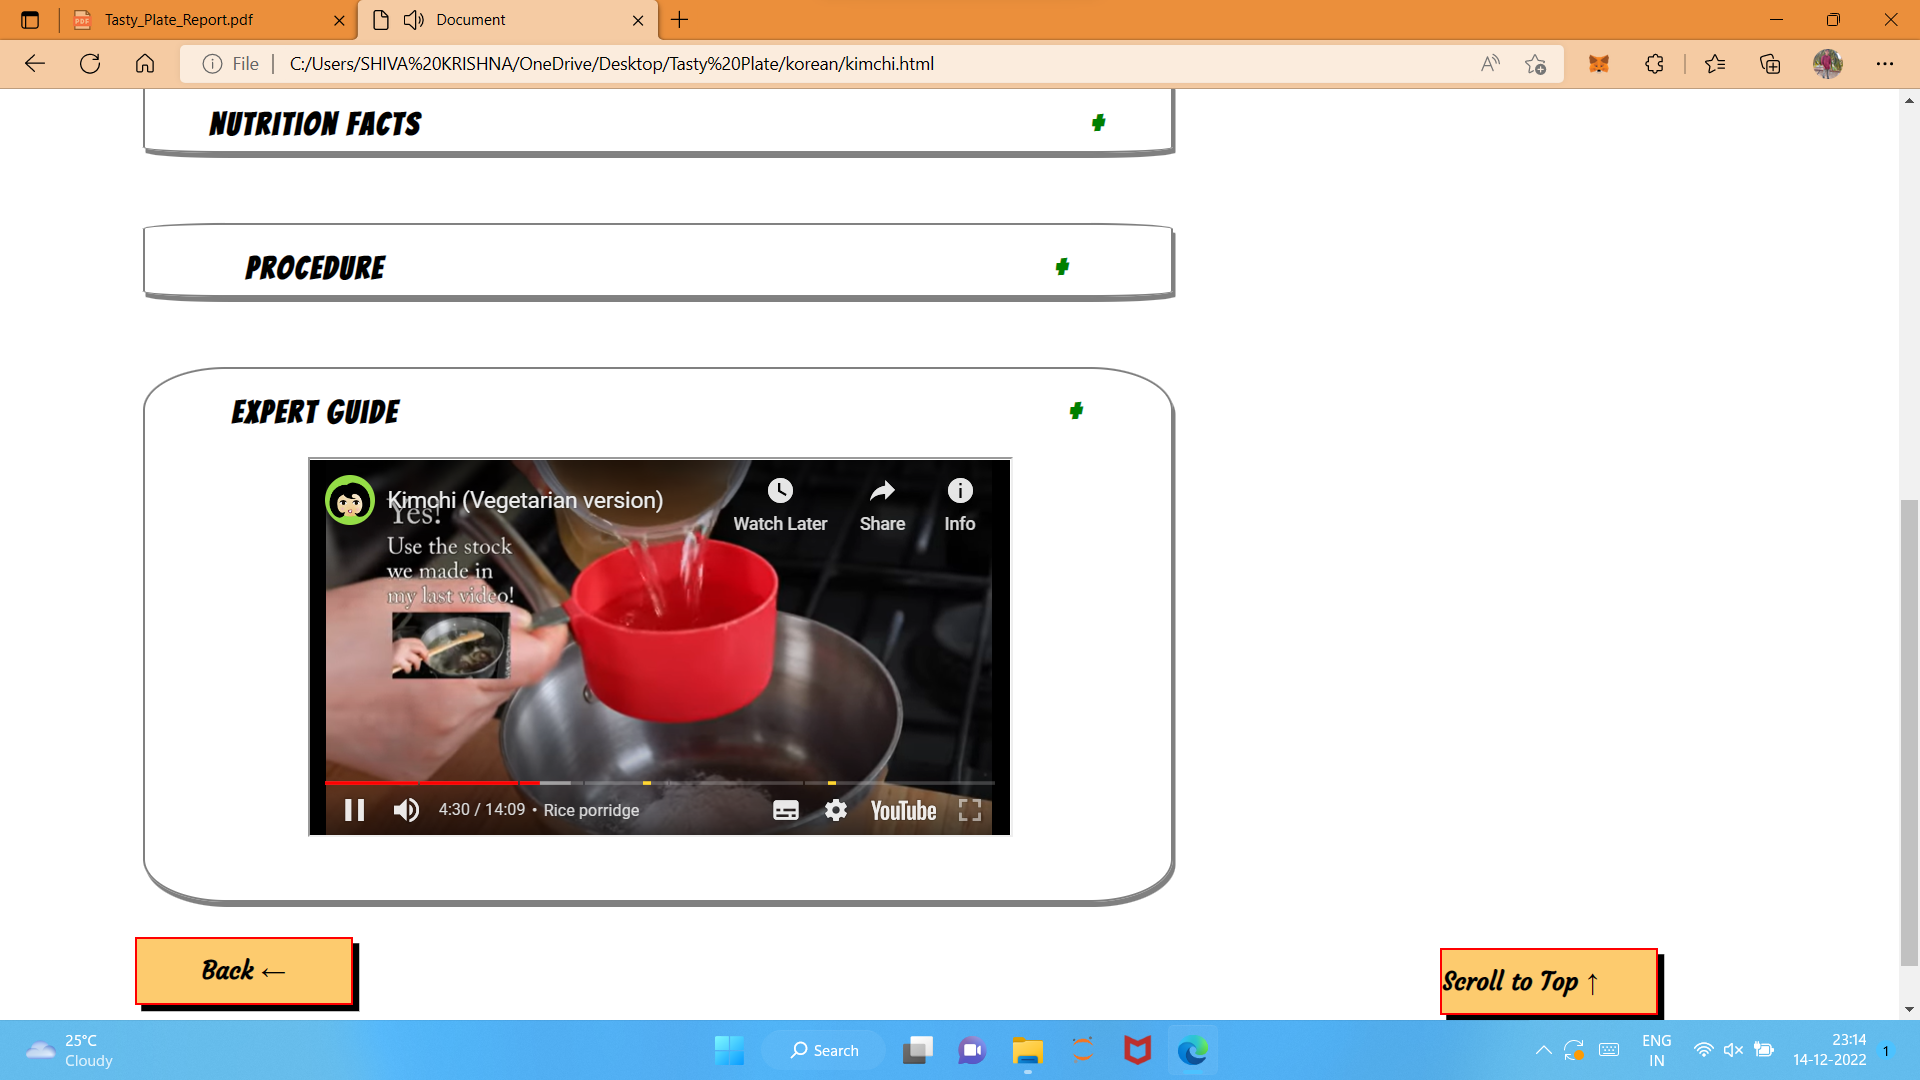 Tasty_Plate_Report.pdf
Document
File
C:/Users/SHIVA%20KRISHNA/OneDrive/Desktop/Tasty%20Plate/korean/kimchi.html
NUTRITION FACTS +
PROCEDURE +
EXPERT GUIDE +
Kimchi (Vegetarian version)
Watch Later
Share
Info
Yes!
Use the stock
we made in
my last video!
4:30 / 14:09 • Rice porridge
YouTube
Back ←
Scroll to Top ↑
25°C
Cloudy
Search
ENG
IN
23:14
14-12-2022
1